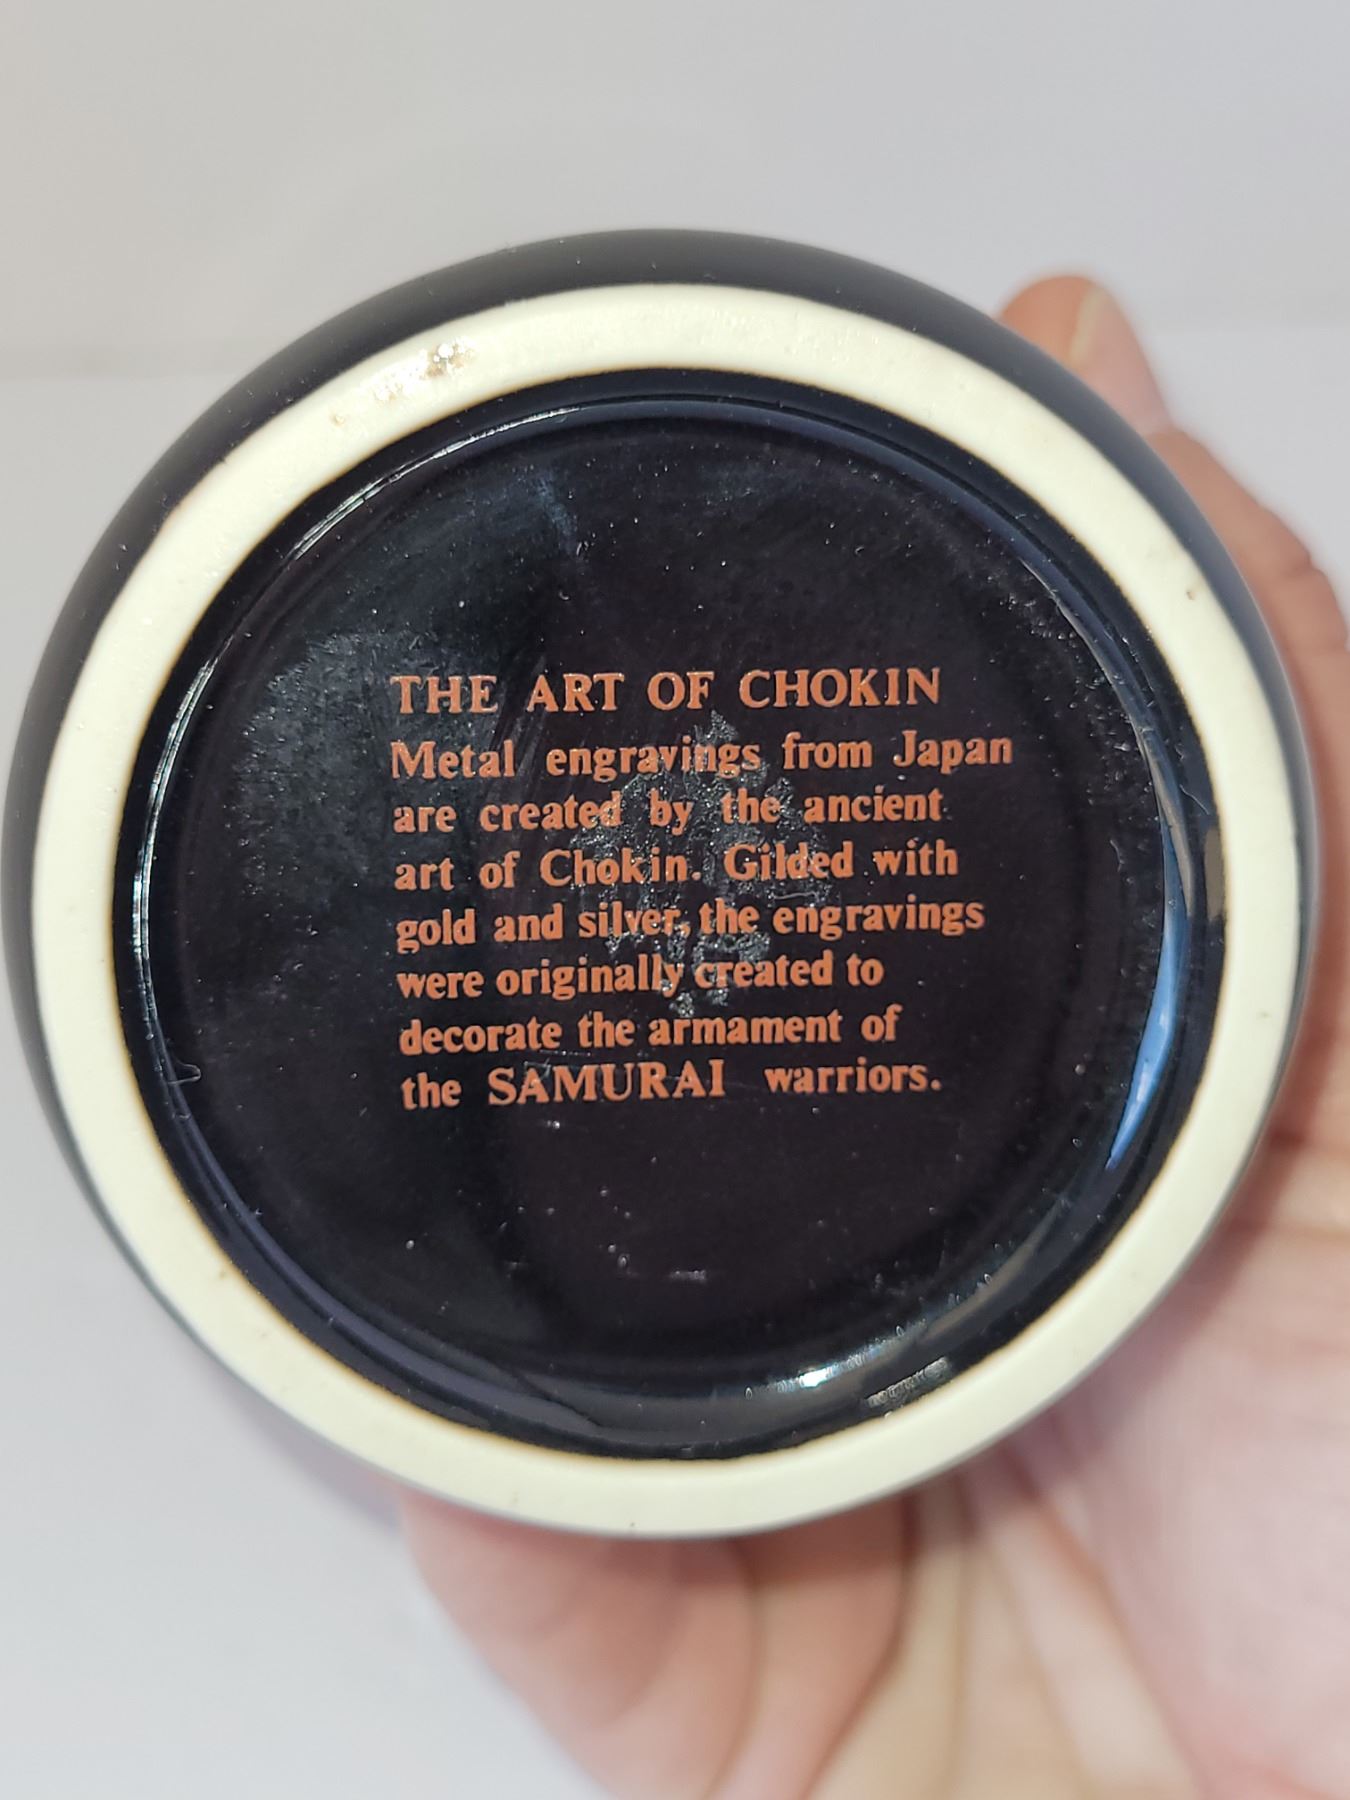 THE ART OF CHOKIN
Metal engravings from Japan
are created by the ancient
art of Chokin. Gilded with
gold and silver, the engravings
were originally created to
decorate the armament of
the SAMURAI warriors.